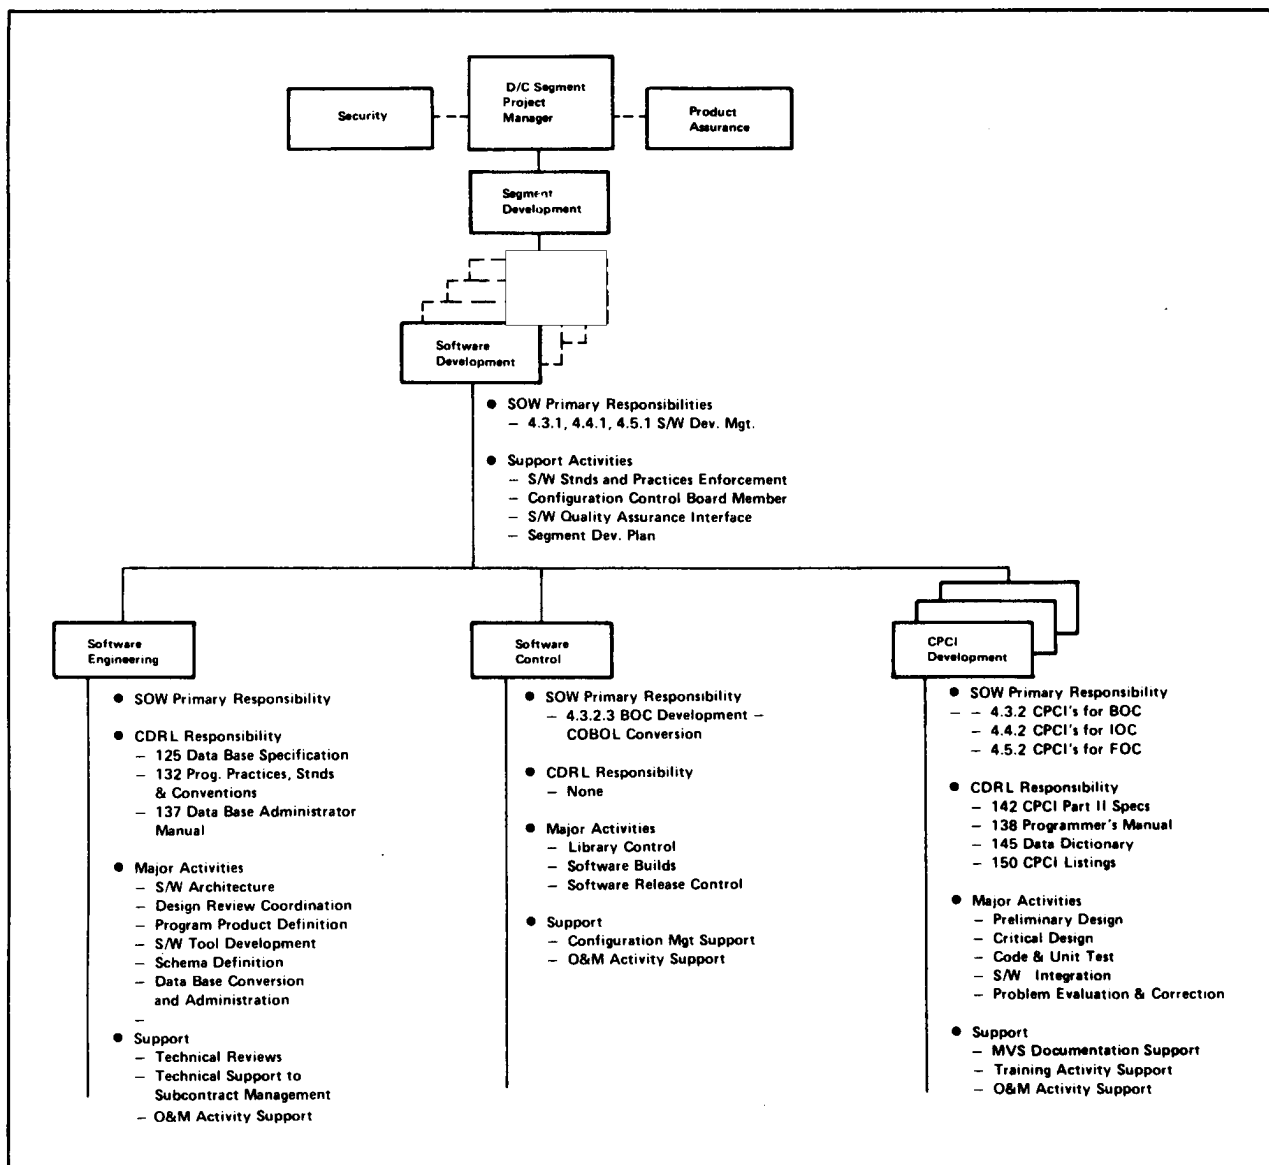 D/C Segment
Project
Manager
Security
Product
Assurance
Segment
Development
Software
Development
● SOW Primary Responsibilities
– 4.3.1, 4.4.1, 4.5.1 S/W Dev. Mgt.
● Support Activities
– S/W Stnds and Practices Enforcement
– Configuration Control Board Member
– S/W Quality Assurance Interface
– Segment Dev. Plan
Software
Engineering
● SOW Primary Responsibility
● CDRL Responsibility
– 125 Data Base Specification
– 132 Prog. Practices, Stnds
& Conventions
– 137 Data Base Administrator
Manual
● Major Activities
– S/W Architecture
– Design Review Coordination
– Program Product Definition
– S/W Tool Development
– Schema Definition
– Data Base Conversion
and Administration
–
● Support
– Technical Reviews
– Technical Support to
Subcontract Management
– O&M Activity Support
Software
Control
● SOW Primary Responsibility
– 4.3.2.3 BOC Development –
COBOL Conversion
● CDRL Responsibility
– None
● Major Activities
– Library Control
– Software Builds
– Software Release Control
● Support
– Configuration Mgt Support
– O&M Activity Support
CPCI
Development
● SOW Primary Responsibility
– – 4.3.2 CPCI's for BOC
– 4.4.2 CPCI's for IOC
– 4.5.2 CPCI's for FOC
● CDRL Responsibility
– 142 CPCI Part II Specs
– 138 Programmer's Manual
– 145 Data Dictionary
– 150 CPCI Listings
● Major Activities
– Preliminary Design
– Critical Design
– Code & Unit Test
– S/W Integration
– Problem Evaluation & Correction
● Support
– MVS Documentation Support
– Training Activity Support
– O&M Activity Support